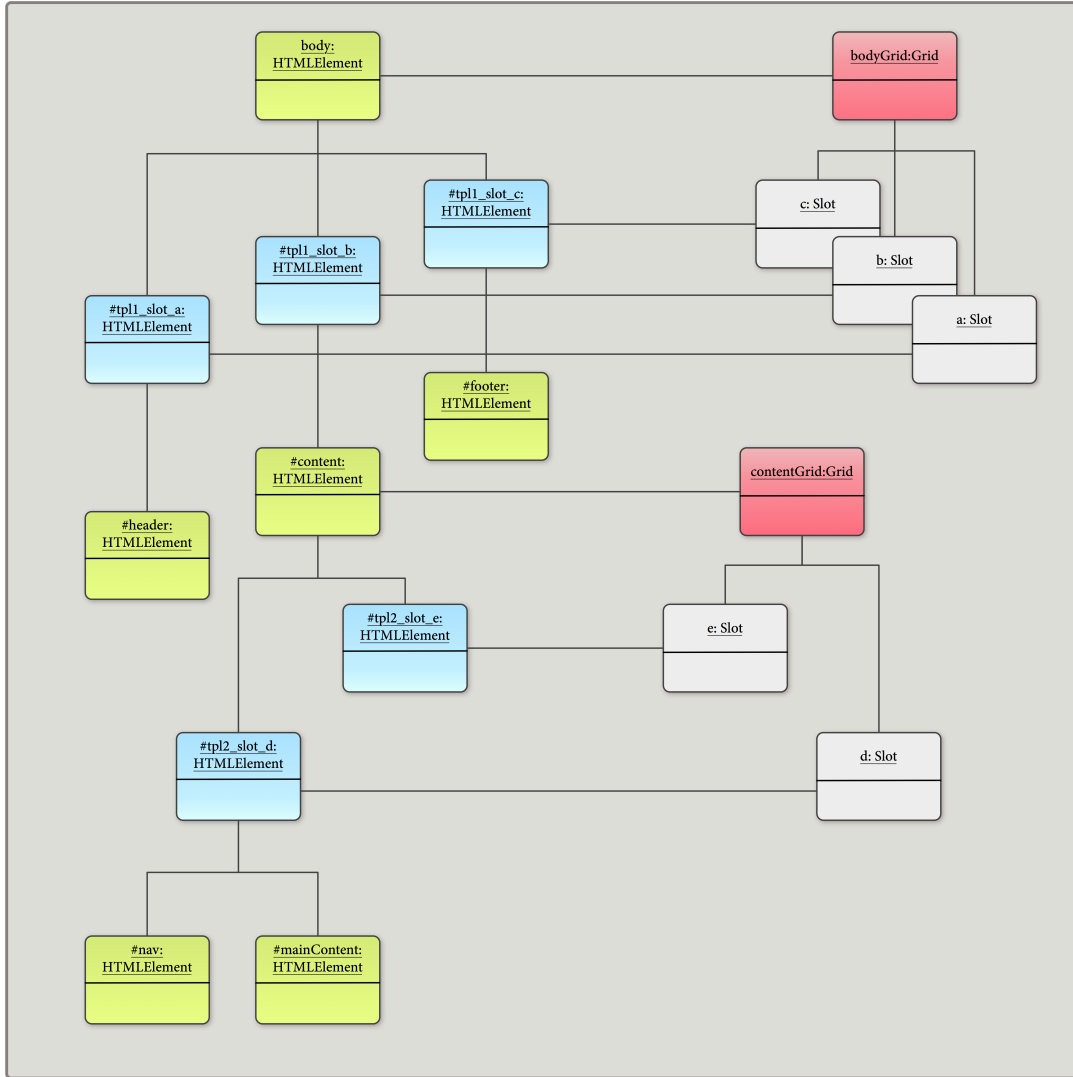 body:
HTMLElement
bodyGrid:Grid
#tpl1_slot_c:
HTMLElement
c: Slot
#tpl1_slot_b:
HTMLElement
b: Slot
#tpl1_slot_a:
HTMLElement
a: Slot
#footer:
HTMLElement
#content:
HTMLElement
contentGrid:Grid
#header:
HTMLElement
#tpl2_slot_e:
HTMLElement
e: Slot
#tpl2_slot_d:
HTMLElement
d: Slot
#nav:
HTMLElement
#mainContent:
HTMLElement